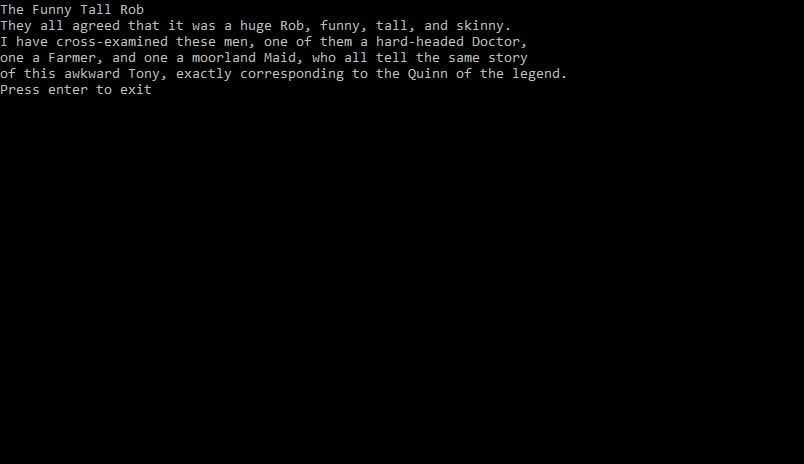 The Funny Tall Rob
They all agreed that it was a huge Rob, funny, tall, and skinny.
I have cross-examined these men, one of them a hard-headed Doctor,
one a Farmer, and one a moorland Maid, who all tell the same story
of this awkward Tony, exactly corresponding to the Quinn of the legend.
Press enter to exit